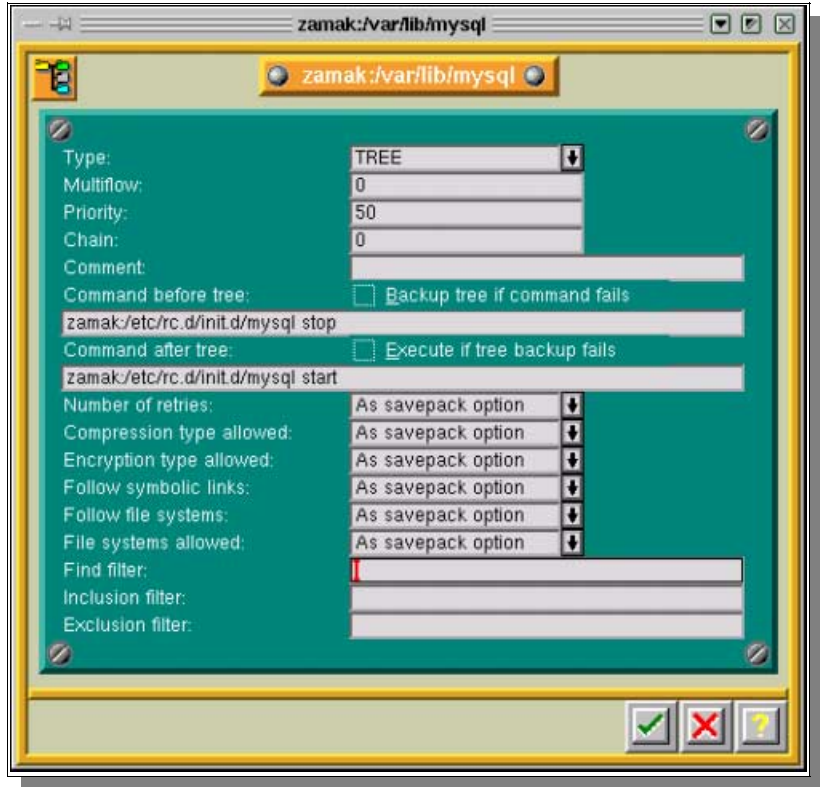 zamak:/var/lib/mysql
zamak:/var/lib/mysql
Type: TREE
Multiflow: 0
Priority: 50
Chain: 0
Comment:
Command before tree: Backup tree if command fails
zamak:/etc/rc.d/init.d/mysql stop
Command after tree: Execute if tree backup fails
zamak:/etc/rc.d/init.d/mysql start
Number of retries: As savepack option
Compression type allowed: As savepack option
Encryption type allowed: As savepack option
Follow symbolic links: As savepack option
Follow file systems: As savepack option
File systems allowed: As savepack option
Find filter:
Inclusion filter:
Exclusion filter:
?